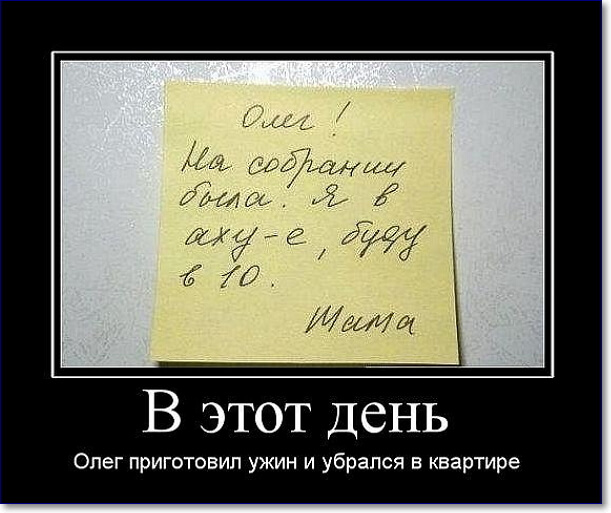 Олег!
На собрании
была. Я в
аху-е, буду
в 10.
Мама
В этот день
Олег приготовил ужин и убрался в квартире